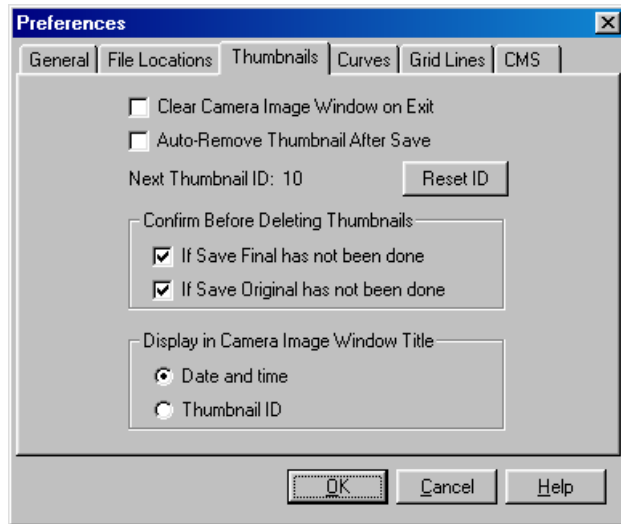 Preferences
General File Locations Thumbnails Curves Grid Lines CMS
Clear Camera Image Window on Exit
Auto-Remove Thumbnail After Save
Next Thumbnail ID: 10 Reset ID
Confirm Before Deleting Thumbnails
If Save Final has not been done
If Save Original has not been done
Display in Camera Image Window Title
Date and time
Thumbnail ID
OK Cancel Help